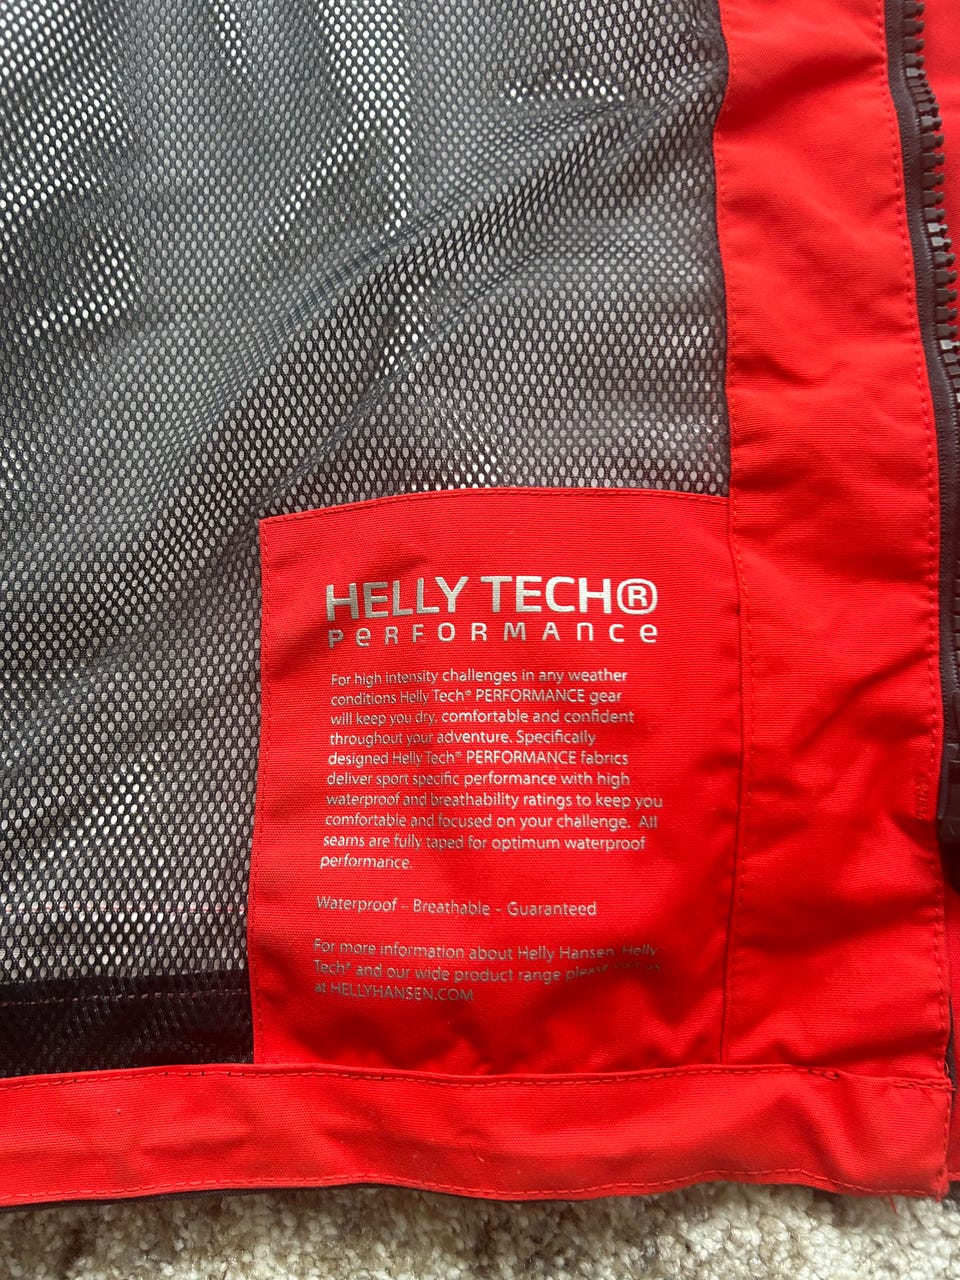 HELLY TECH®
PERFORMANCE
For high intensity challenges in any weather
conditions Helly Tech® PERFORMANCE gear
will keep you dry, comfortable and confident
throughout your adventure. Specifically
designed Helly Tech® PERFORMANCE fabrics
deliver sport specific performance with high
waterproof and breathability ratings to keep you
comfortable and focused on your challenge. All
seams are fully taped for optimum waterproof
performance.
Waterproof - Breathable - Guaranteed
For more information about Helly Hansen, Helly
Tech® and our wide product range please visit us
at HELLYHANSEN.COM